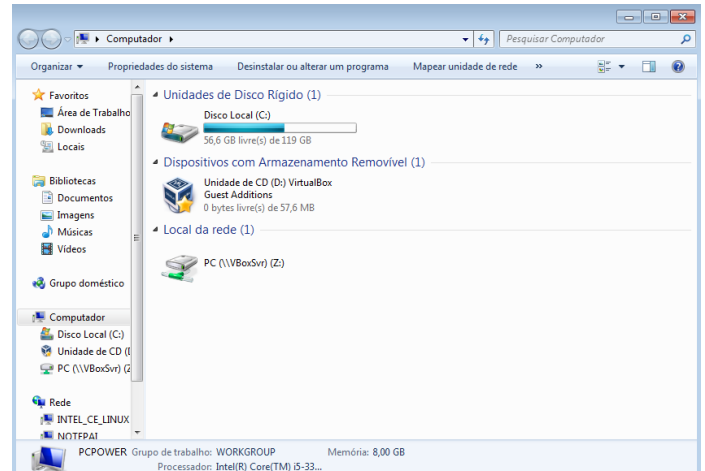 Computador
Pesquisar Computador
Organizar
Propriedades do sistema
Desinstalar ou alterar um programa
Mapear unidade de rede
»
Favoritos
Área de Trabalho
Downloads
Locais
Bibliotecas
Documentos
Imagens
Músicas
Vídeos
Grupo doméstico
Computador
Disco Local (C:)
Unidade de CD (D
PC (\\VBoxSvr) (Z
Rede
INTEL_CE_LINUX
NOTEPAI
Unidades de Disco Rígido (1)
Disco Local (C:)
56,6 GB livre(s) de 119 GB
Dispositivos com Armazenamento Removível (1)
Unidade de CD (D:) VirtualBox
Guest Additions
0 bytes livre(s) de 57,6 MB
Local da rede (1)
PC (\\VBoxSvr) (Z:)
PCPOWER Grupo de trabalho: WORKGROUP Memória: 8,00 GB
Processador: Intel(R) Core(TM) i5-33...